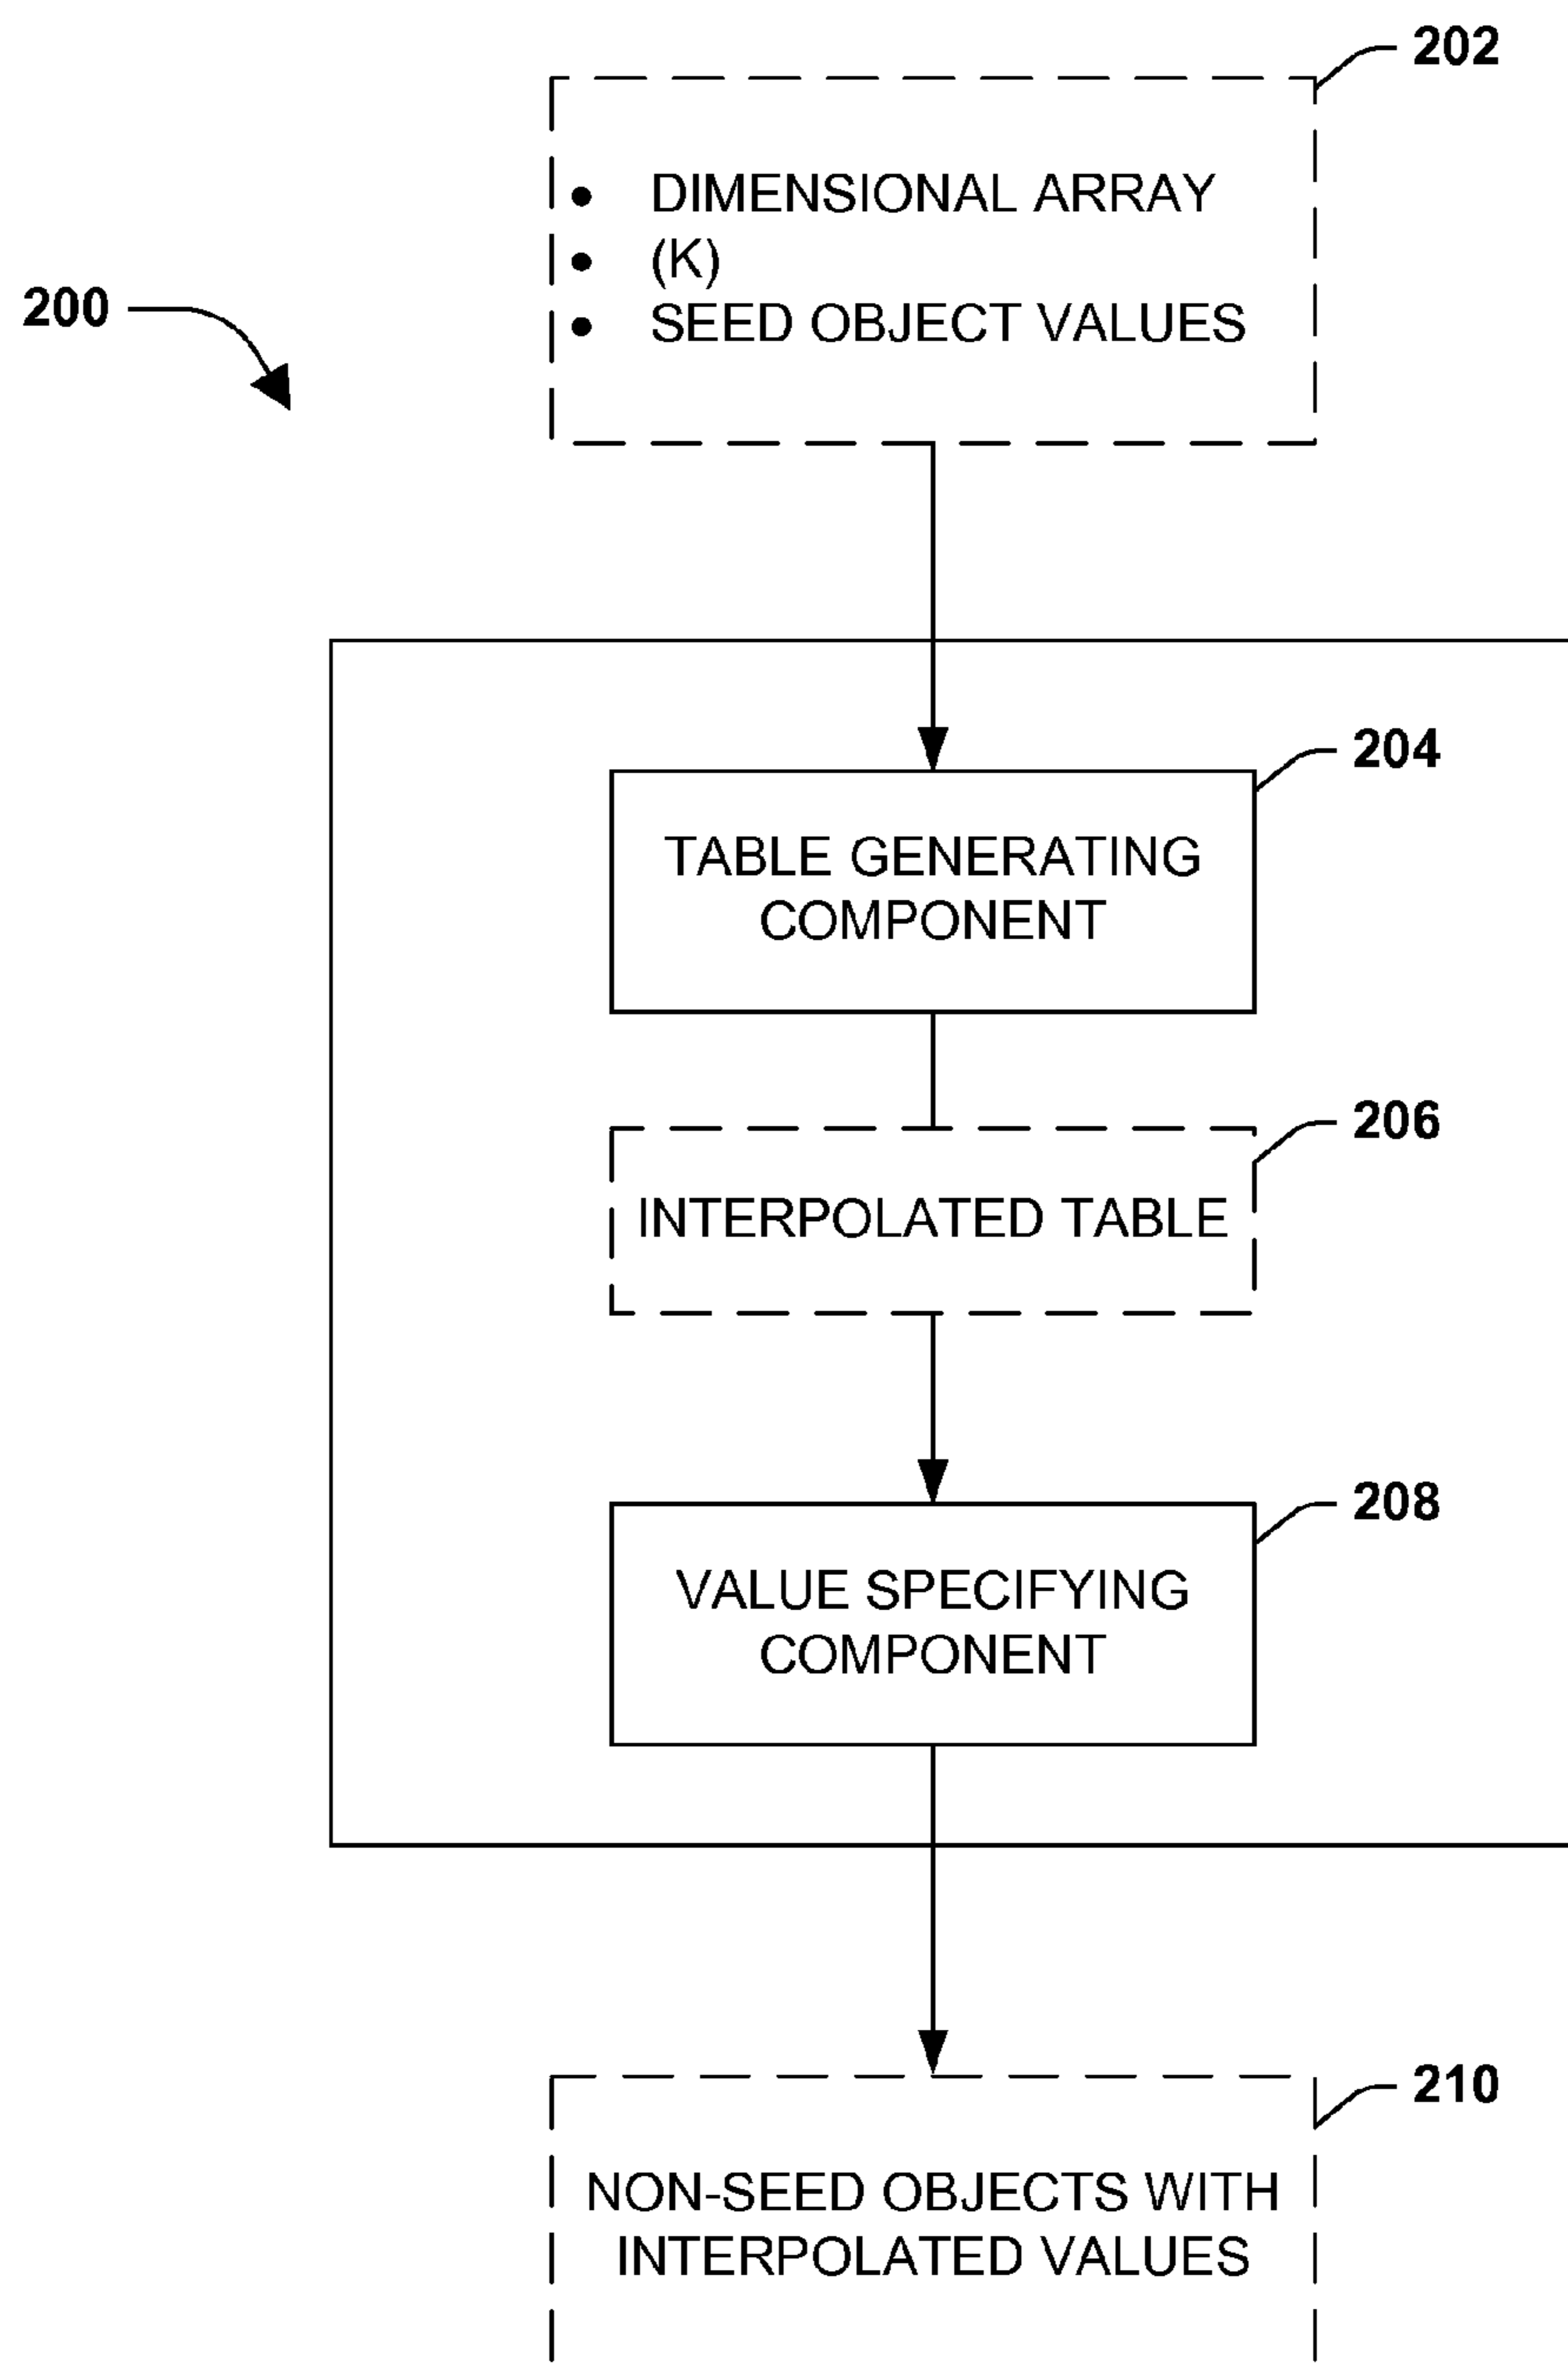 202
• DIMENSIONAL ARRAY
• (K)
• SEED OBJECT VALUES
200
204
TABLE GENERATING
COMPONENT
206
INTERPOLATED TABLE
208
VALUE SPECIFYING
COMPONENT
210
NON-SEED OBJECTS WITH
INTERPOLATED VALUES